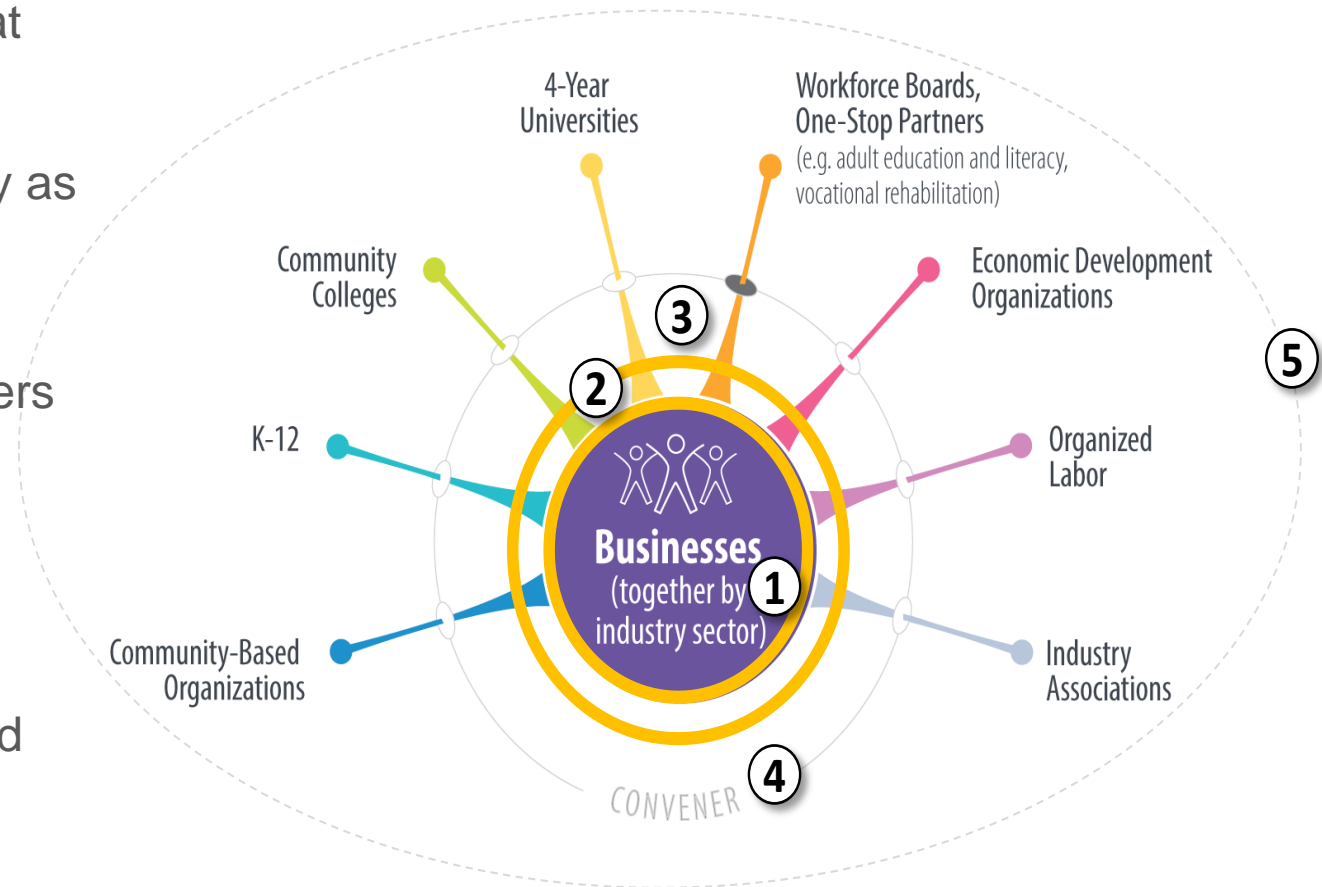 at
y as
ers
d
4-Year
Universities
Workforce Boards,
One-Stop Partners
(e.g. adult education and literacy,
vocational rehabilitation)
Community
Colleges
Economic Development
Organizations
3
5
2
K-12
Organized
Labor
Businesses
(together by
industry sector)
1
Community-Based
Organizations
Industry
Associations
4
CONVENER